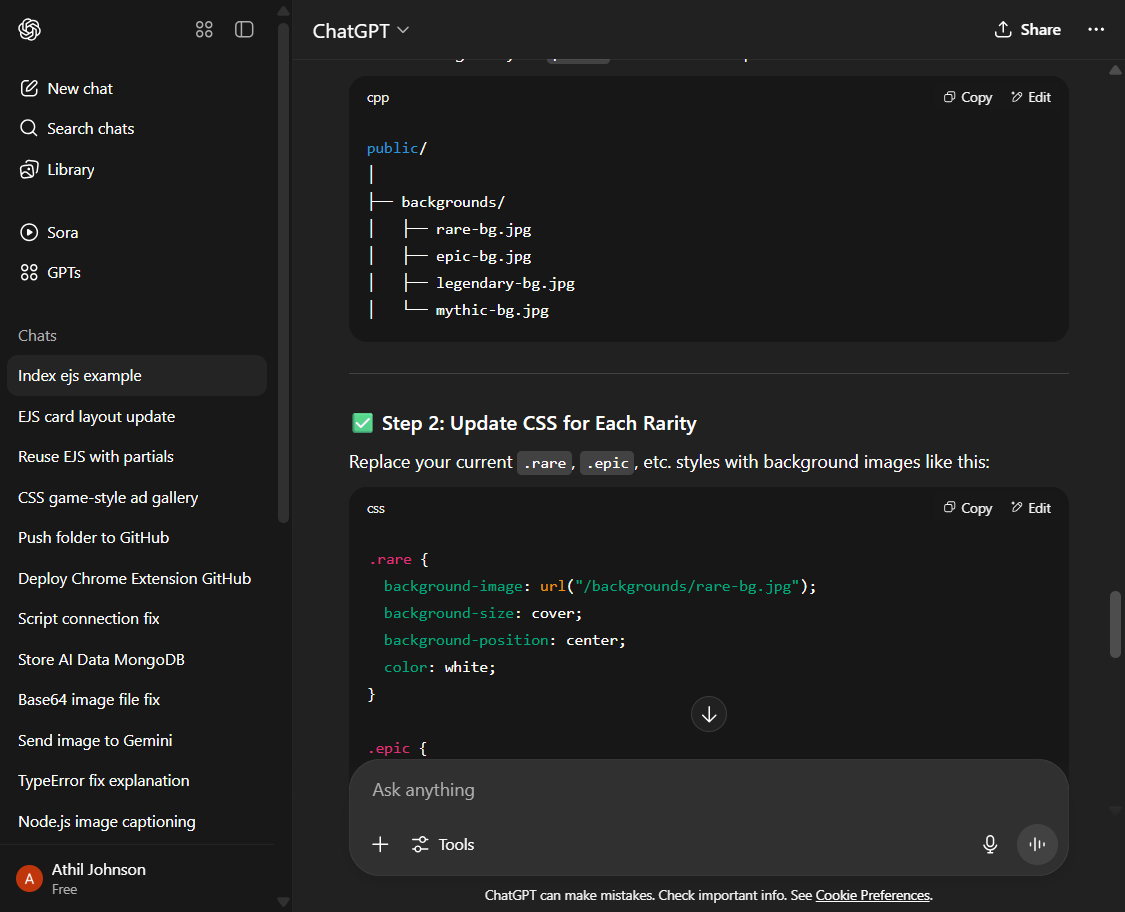 ChatGPT
Share
New chat
Search chats
Library
Sora
GPTs
Chats
Index ejs example
EJS card layout update
Reuse EJS with partials
CSS game-style ad gallery
Push folder to GitHub
Deploy Chrome Extension GitHub
Script connection fix
Store AI Data MongoDB
Base64 image file fix
Send image to Gemini
TypeError fix explanation
Node.js image captioning
A
Athil Johnson
Free
cpp
Copy
Edit
public/
│
├── backgrounds/
│   ├── rare-bg.jpg
│   ├── epic-bg.jpg
│   ├── legendary-bg.jpg
│   └── mythic-bg.jpg
✅ Step 2: Update CSS for Each Rarity
Replace your current .rare, .epic, etc. styles with background images like this:
css
Copy
Edit
.rare {
  background-image: url("/backgrounds/rare-bg.jpg");
  background-size: cover;
  background-position: center;
  color: white;
}
.epic {
Ask anything
Tools
ChatGPT can make mistakes. Check important info. See Cookie Preferences.